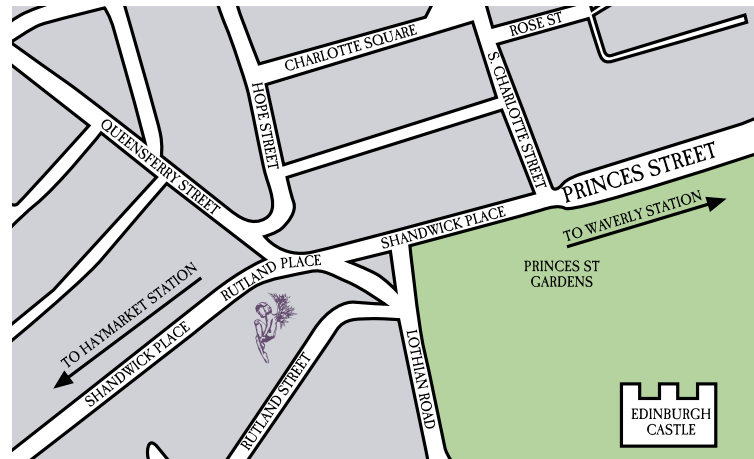 CHARLOTTE SQUARE
ROSE ST
HOPE STREET
S. CHARLOTTE STREET
QUEENSFERRY STREET
PRINCES STREET
SHANDWICK PLACE
TO WAVERLY STATION
RUTLAND PLACE
PRINCES ST
GARDENS
TO HAYMARKET STATION
SHANDWICK PLACE
RUTLAND STREET
LOTHIAN ROAD
EDINBURGH
CASTLE